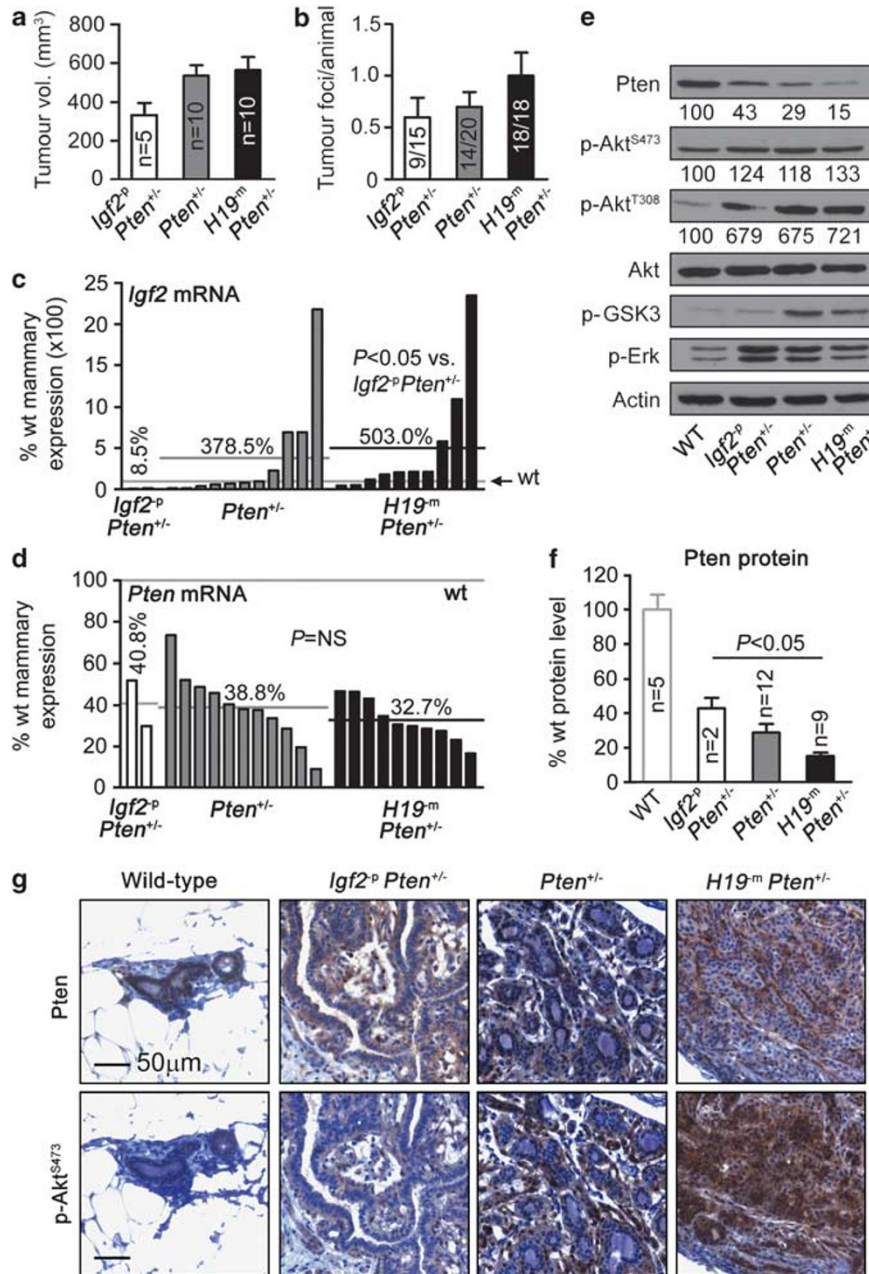 a
Tumour vol. (mm³)
800
600
400
200
0
n=5
n=10
n=10
Igf2⁻ᵖ Pten⁺/⁻
Pten⁺/⁻
H19⁻ᵐ Pten⁺/⁻
b
Tumour foci/animal
1.5
1.0
0.5
0
9/15
14/20
18/18
Igf2⁻ᵖ Pten⁺/⁻
Pten⁺/⁻
H19⁻ᵐ Pten⁺/⁻
c
Igf2 mRNA
% wt mammary
expression (x100)
25
20
15
10
5
0
8.5%
378.5%
503.0%
P<0.05 vs.
Igf2⁻ᵖPten⁺/⁻
wt
Igf2⁻ᵖ
Pten⁺/⁻
Pten⁺/⁻
H19⁻ᵐ
Pten⁺/⁻
d
Pten mRNA
wt
% wt mammary
expression
100
80
60
40
20
0
40.8%
38.8%
32.7%
P=NS
Igf2⁻ᵖ
Pten⁺/⁻
Pten⁺/⁻
H19⁻ᵐ
Pten⁺/⁻
e
Pten
100 43 29 15
p-Aktˢ⁴⁷³
100 124 118 133
p-Aktᵀ³⁰⁸
100 679 675 721
Akt
p-GSK3
p-Erk
Actin
WT
Igf2⁻ᵖ
Pten⁺/⁻
Pten⁺/⁻
H19⁻ᵐ
f
Pten protein
% wt protein level
120
100
80
60
40
20
0
n=5
n=2
n=12
n=9
P<0.05
WT
Igf2⁻ᵖ
Pten⁺/⁻
Pten⁺/⁻
H19⁻ᵐ
Pten⁺/⁻
g
Wild-type
Igf2⁻ᵖ Pten⁺/⁻
Pten⁺/⁻
H19⁻ᵐ Pten⁺/⁻
Pten
50μm
p-Aktˢ⁴⁷³